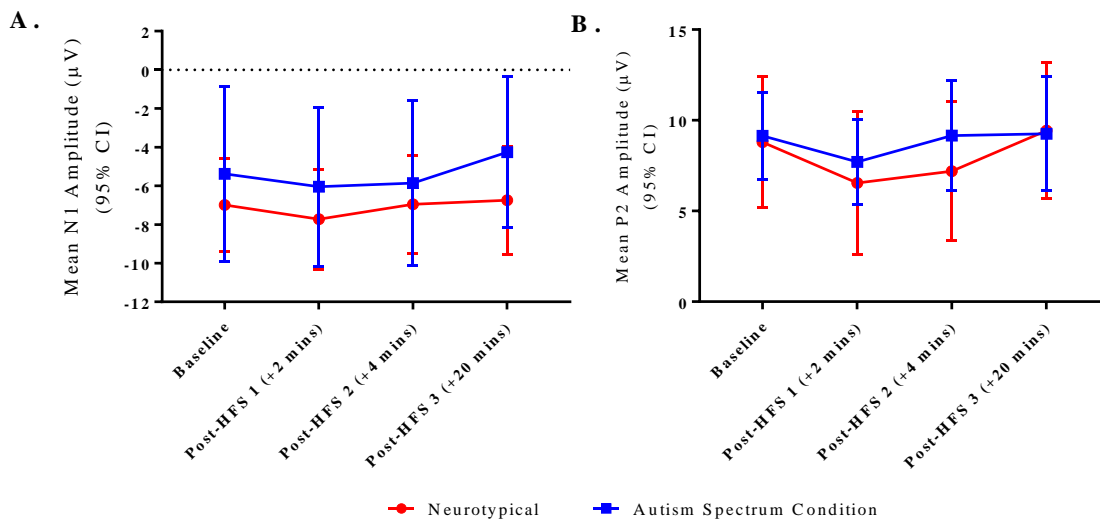 A.
Mean N1 Amplitude (µV)
(95% CI)
2
0
-2
-4
-6
-8
-10
-12
Baseline
Post-HFS 1 (+2 mins)
Post-HFS 2 (+4 mins)
Post-HFS 3 (+20 mins)
B.
Mean P2 Amplitude (µV)
(95% CI)
15
10
5
0
Baseline
Post-HFS 1 (+2 mins)
Post-HFS 2 (+4 mins)
Post-HFS 3 (+20 mins)
Neurotypical
Autism Spectrum Condition